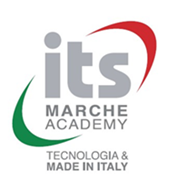 its
MARCHE
ACADEMY
TECNOLOGIA &
MADE IN ITALY